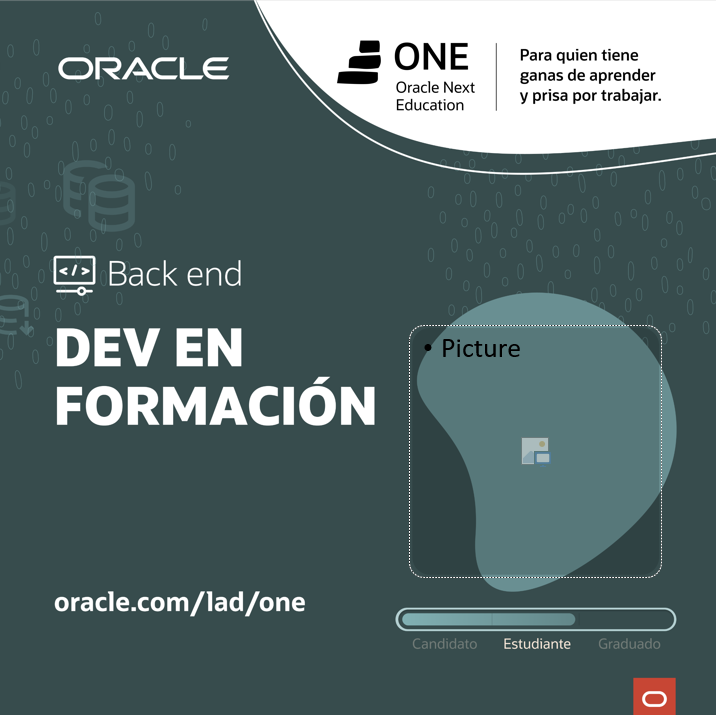 ORACLE
ONE
Oracle Next
Education
Para quien tiene
ganas de aprender
y prisa por trabajar.
</> Back end
DEV EN
FORMACIÓN
• Picture
oracle.com/lad/one
Candidato Estudiante Graduado